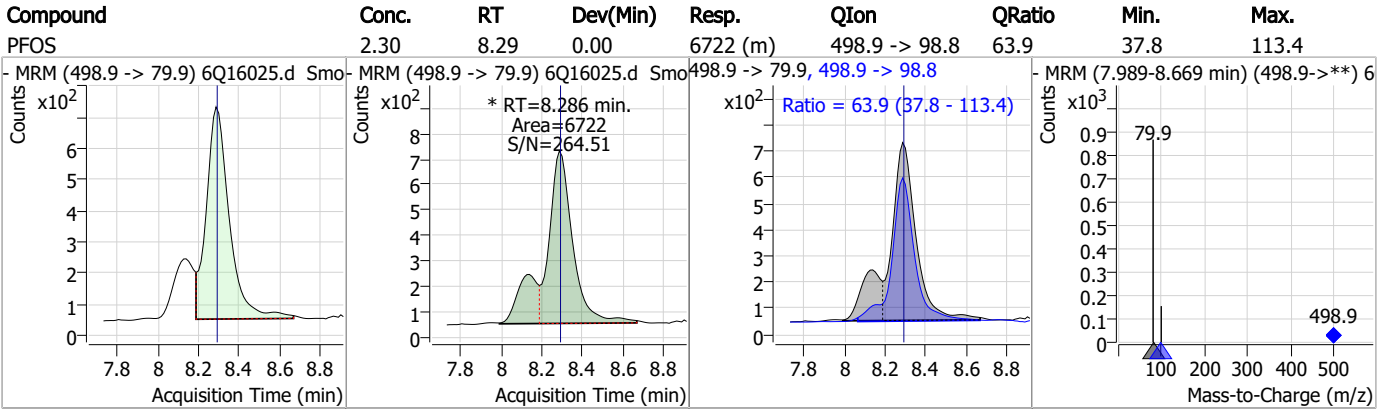 Compound Conc. RT Dev(Min) Resp. QIon QRatio Min. Max.
PFOS 2.30 8.29 0.00 6722 (m) 498.9 -> 98.8 63.9 37.8 113.4
- MRM (498.9 -> 79.9) 6Q16025.d Smo
Counts
x10²
6
5
4
3
2
1
0
7.8 8 8.2 8.4 8.6 8.8
Acquisition Time (min)
- MRM (498.9 -> 79.9) 6Q16025.d Smo
Counts
x10²
* RT=8.286 min.
Area=6722
S/N=264.51
8
7
6
5
4
3
2
1
0
7.8 8 8.2 8.4 8.6 8.8
Acquisition Time (min)
498.9 -> 79.9, 498.9 -> 98.8
x10²
Ratio = 63.9 (37.8 - 113.4)
7
6
5
4
3
2
1
0
7.8 8 8.2 8.4 8.6 8.8
Acquisition Time (min)
- MRM (7.989-8.669 min) (498.9->**) 6
Counts
x10³
0.9
0.8
0.7
0.6
0.5
0.4
0.3
0.2
0.1
0
79.9
498.9
100 200 300 400 500
Mass-to-Charge (m/z)